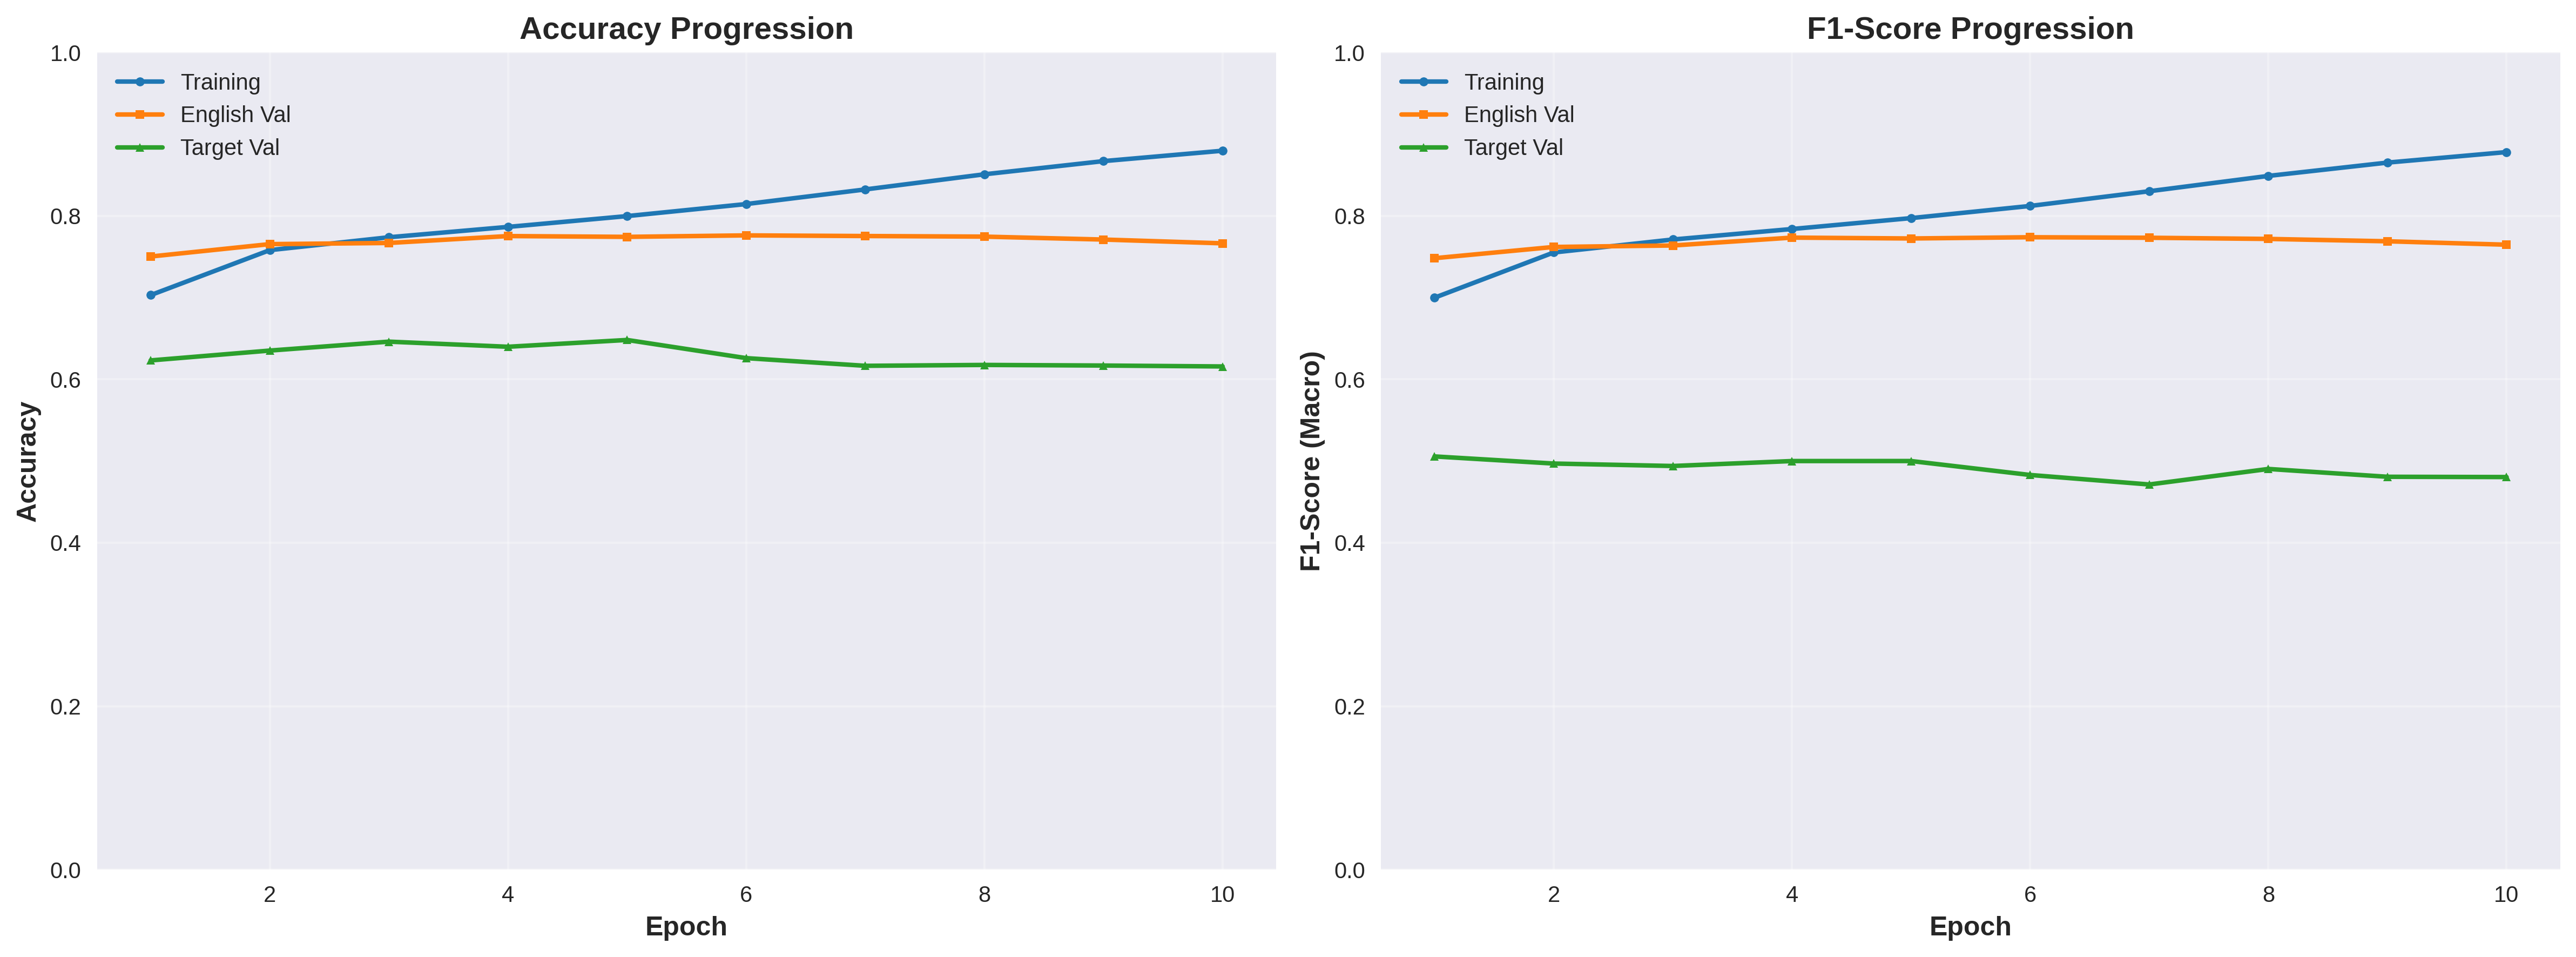 Accuracy Progression
Training
English Val
Target Val
1.0
0.8
0.6
0.4
0.2
0.0
Accuracy
2
4
6
8
10
Epoch
F1-Score Progression
Training
English Val
Target Val
1.0
0.8
0.6
0.4
0.2
0.0
F1-Score (Macro)
2
4
6
8
10
Epoch